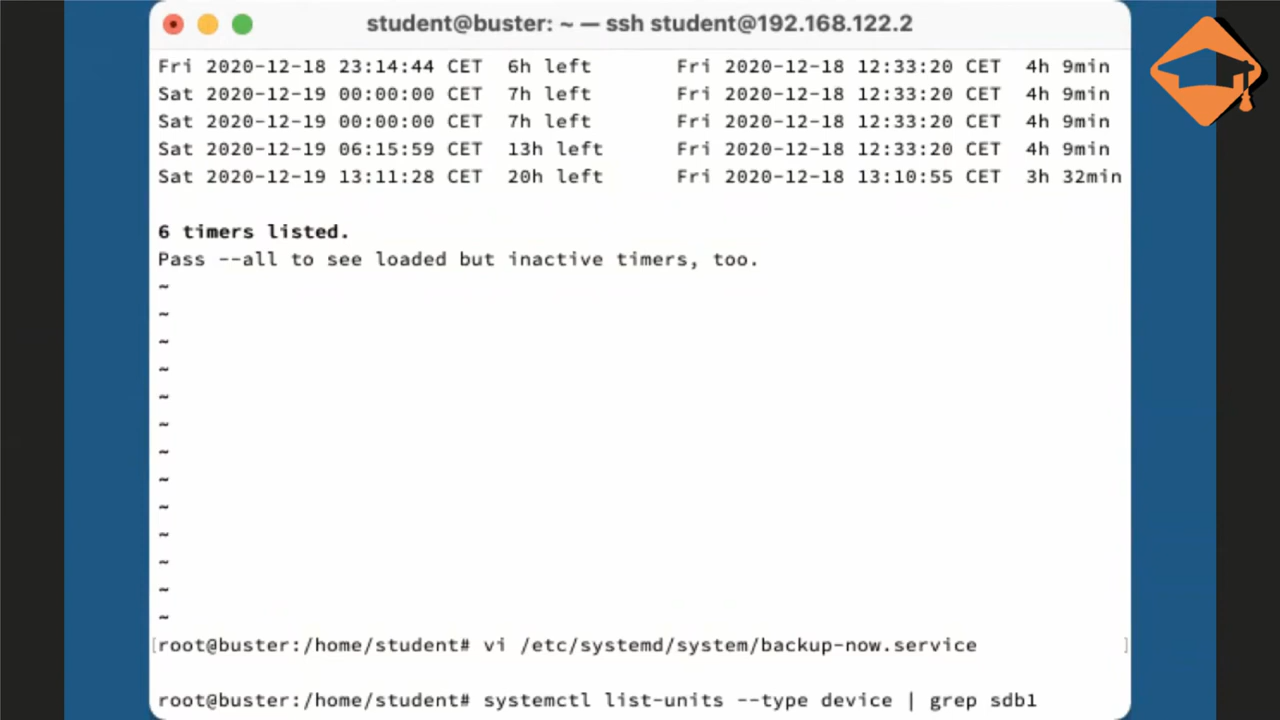 student@buster: ~ — ssh student@192.168.122.2
Fri 2020-12-18 23:14:44 CET  6h left       Fri 2020-12-18 12:33:20 CET  4h 9min
Sat 2020-12-19 00:00:00 CET  7h left       Fri 2020-12-18 12:33:20 CET  4h 9min
Sat 2020-12-19 00:00:00 CET  7h left       Fri 2020-12-18 12:33:20 CET  4h 9min
Sat 2020-12-19 06:15:59 CET  13h left      Fri 2020-12-18 12:33:20 CET  4h 9min
Sat 2020-12-19 13:11:28 CET  20h left      Fri 2020-12-18 13:10:55 CET  3h 32min
6 timers listed.
Pass --all to see loaded but inactive timers, too.
~
~
~
~
~
~
~
~
~
~
~
~
~
[root@buster:/home/student# vi /etc/systemd/system/backup-now.service ]
root@buster:/home/student# systemctl list-units --type device | grep sdb1